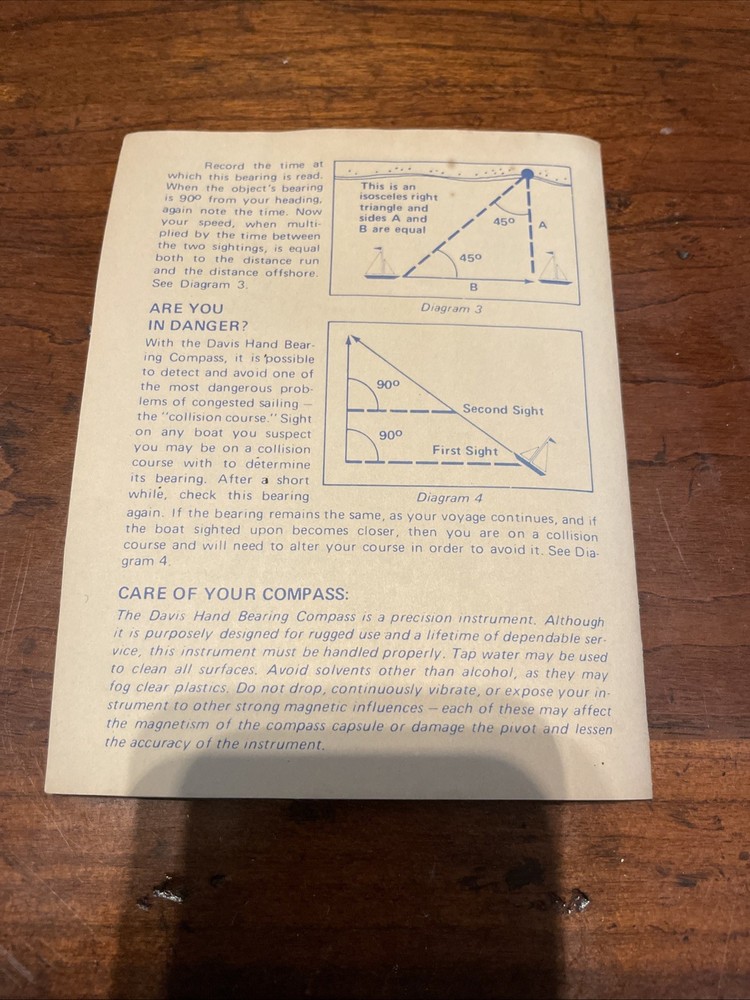 Record the time at
which this bearing is read.
When the object's bearing
is 90º from your heading,
again note the time. Now
your speed, when multi-
plied by the time between
the two sightings, is equal
both to the distance run
and the distance offshore.
See Diagram 3.
This is an
isosceles right
triangle and
sides A and
B are equal
45º
A
45º
B
Diagram 3
ARE YOU
IN DANGER?
With the Davis Hand Bear-
ing Compass, it is possible
to detect and avoid one of
the most dangerous prob-
lems of congested sailing –
the "collision course." Sight
on any boat you suspect
you may be on a collision
course with to determine
its bearing. After a short
while, check this bearing
90º
Second Sight
90º
First Sight
Diagram 4
again. If the bearing remains the same, as your voyage continues, and if
the boat sighted upon becomes closer, then you are on a collision
course and will need to alter your course in order to avoid it. See Dia-
gram 4.
CARE OF YOUR COMPASS:
The Davis Hand Bearing Compass is a precision instrument. Although
it is purposely designed for rugged use and a lifetime of dependable ser-
vice, this instrument must be handled properly. Tap water may be used
to clean all surfaces. Avoid solvents other than alcohol, as they may
fog clear plastics. Do not drop, continuously vibrate, or expose your in-
strument to other strong magnetic influences – each of these may affect
the magnetism of the compass capsule or damage the pivot and lessen
the accuracy of the instrument.